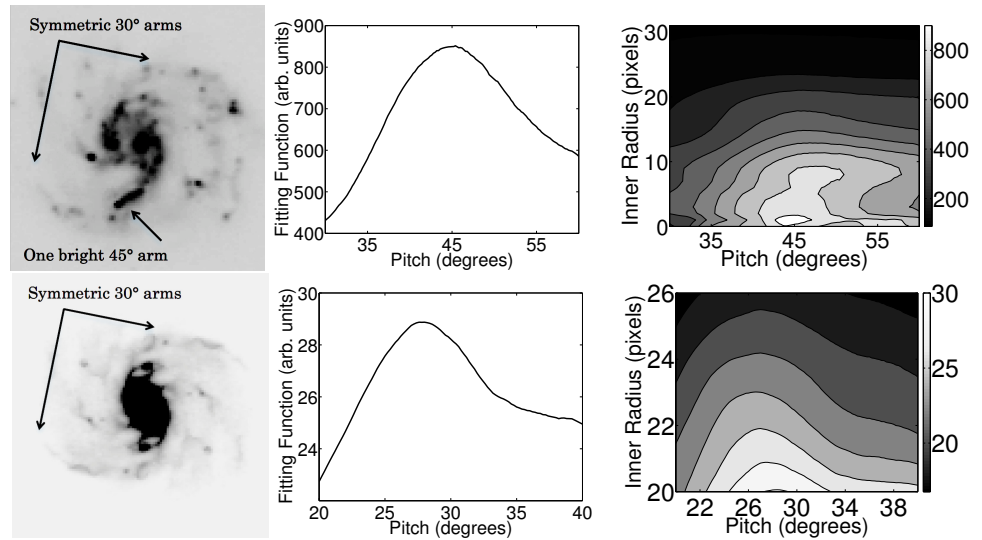 Symmetric 30° arms
One bright 45° arm
900
800
700
600
500
400
35 45 55
Fitting Function (arb. units)
Pitch (degrees)
30
20
10
0
35 45 55
Inner Radius (pixels)
Pitch (degrees)
800
600
400
200
Symmetric 30° arms
30
28
26
24
20 25 30 35 40
Fitting Function (arb. units)
Pitch (degrees)
26
24
22
20
22 26 30 34 38
Inner Radius (pixels)
Pitch (degrees)
30
25
20